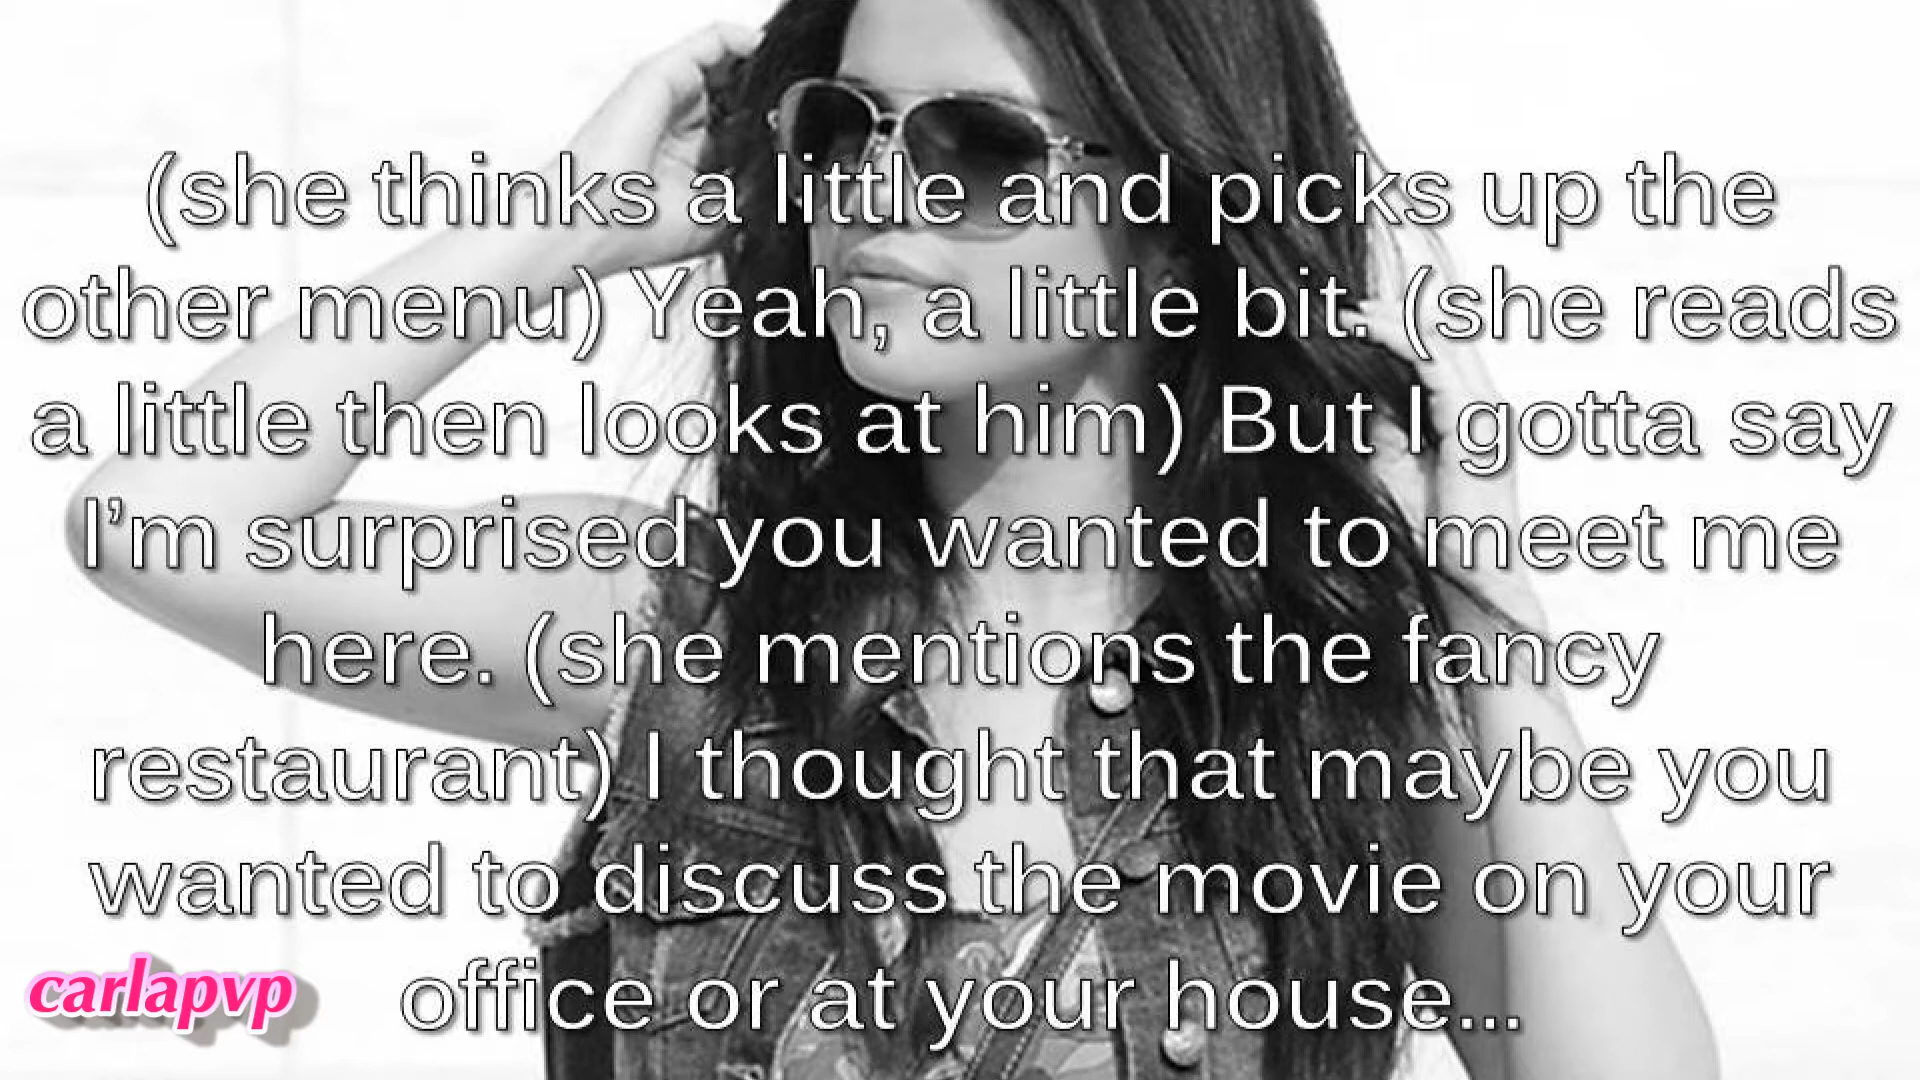 (she thinks a little and picks up the
other menu) Yeah, a little bit. (she reads
a little then looks at him) But I gotta say
I’m surprised you wanted to meet me
here. (she mentions the fancy
restaurant) I thought that maybe you
wanted to discuss the movie on your
office or at your house...
carlapvp